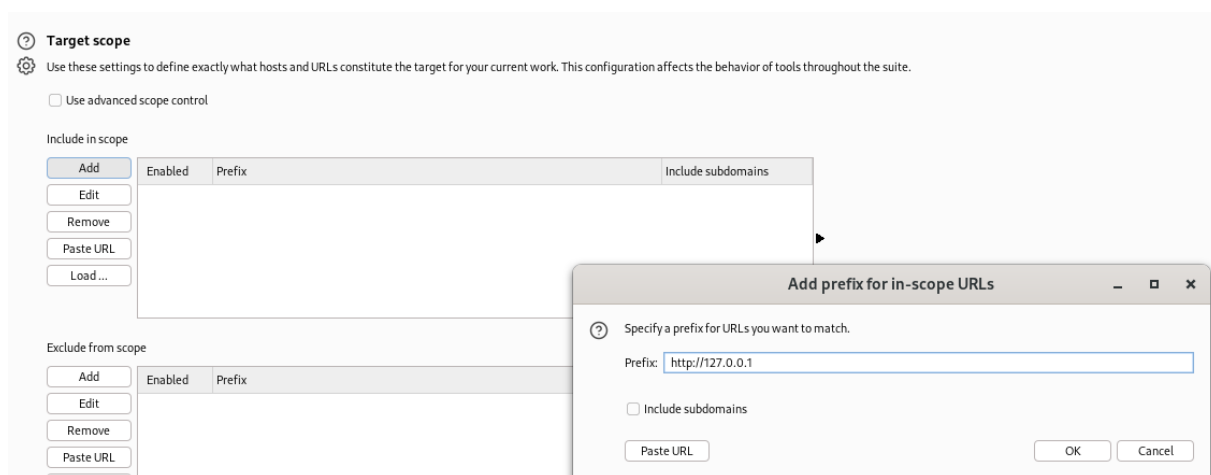 Target scope
Use these settings to define exactly what hosts and URLs constitute the target for your current work. This configuration affects the behavior of tools throughout the suite.
Use advanced scope control
Include in scope
Add
Enabled Prefix Include subdomains
Edit
Remove
Paste URL
Load ...
Exclude from scope
Add
Enabled Prefix
Edit
Remove
Paste URL
Add prefix for in-scope URLs
Specify a prefix for URLs you want to match.
Prefix: http://127.0.0.1
Include subdomains
Paste URL OK Cancel